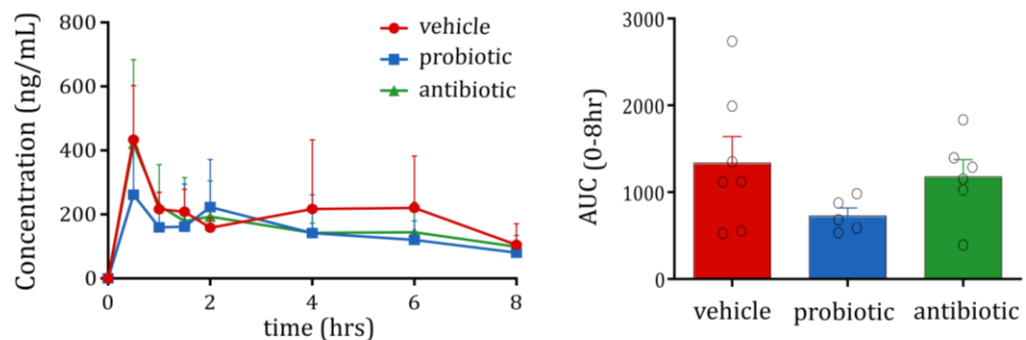 Concentration (ng/mL)
800
600
400
200
0
0 2 4 6 8
time (hrs)
vehicle
probiotic
antibiotic
AUC (0-8hr)
3000
2000
1000
0
vehicle probiotic antibiotic